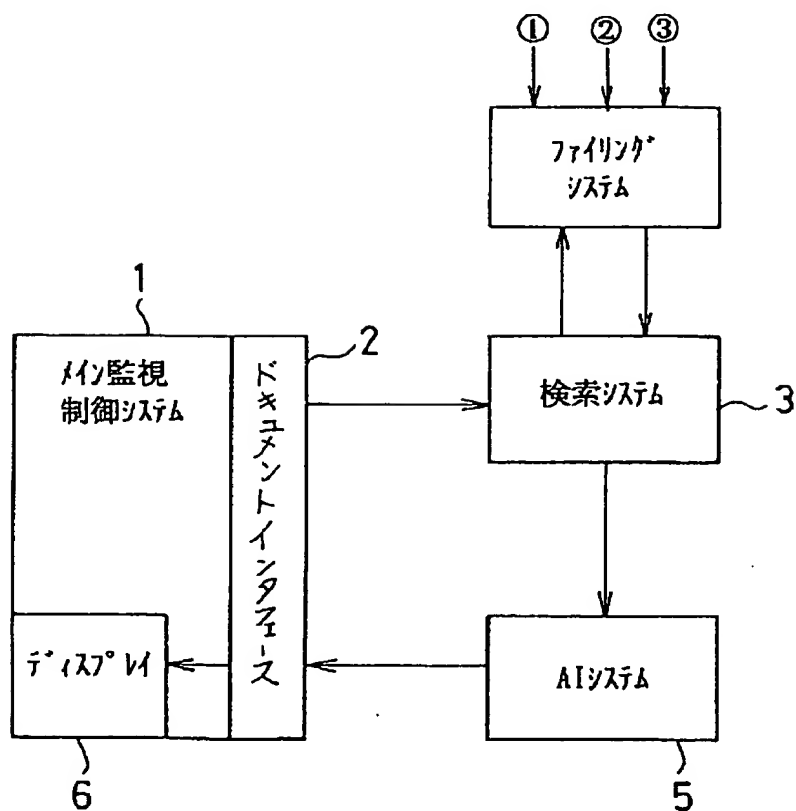 ① ② ③
ファイリング
システム
1
メイン監視
制御システム
2
ドキュメントインタフェース
検索システム
3
ディスプレイ
AIシステム
6
5